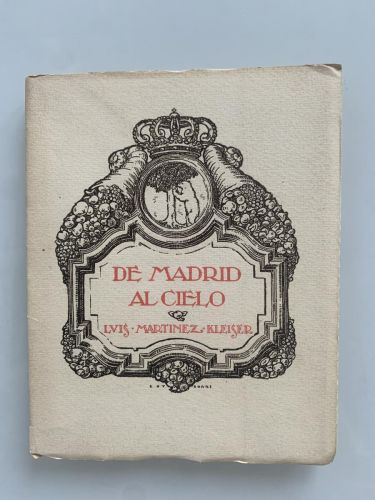 DE MADRID
AL CIELO
LVIS · MARTINEZ · KLEISER